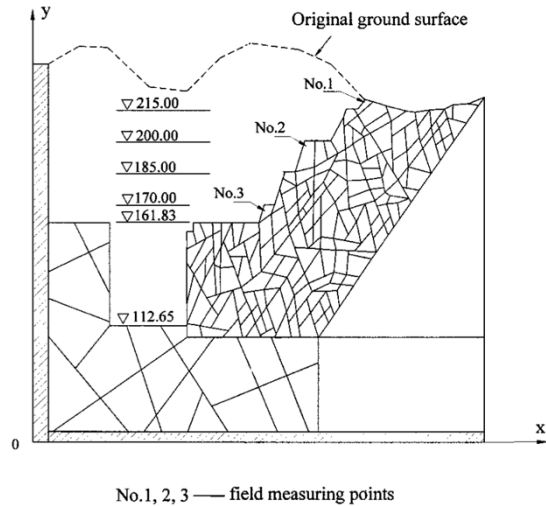 y
Original ground surface
No.1
▽215.00
▽200.00
No.2
▽185.00
▽170.00
No.3
▽161.83
▽112.65
x
0
No.1, 2, 3 —— field measuring points